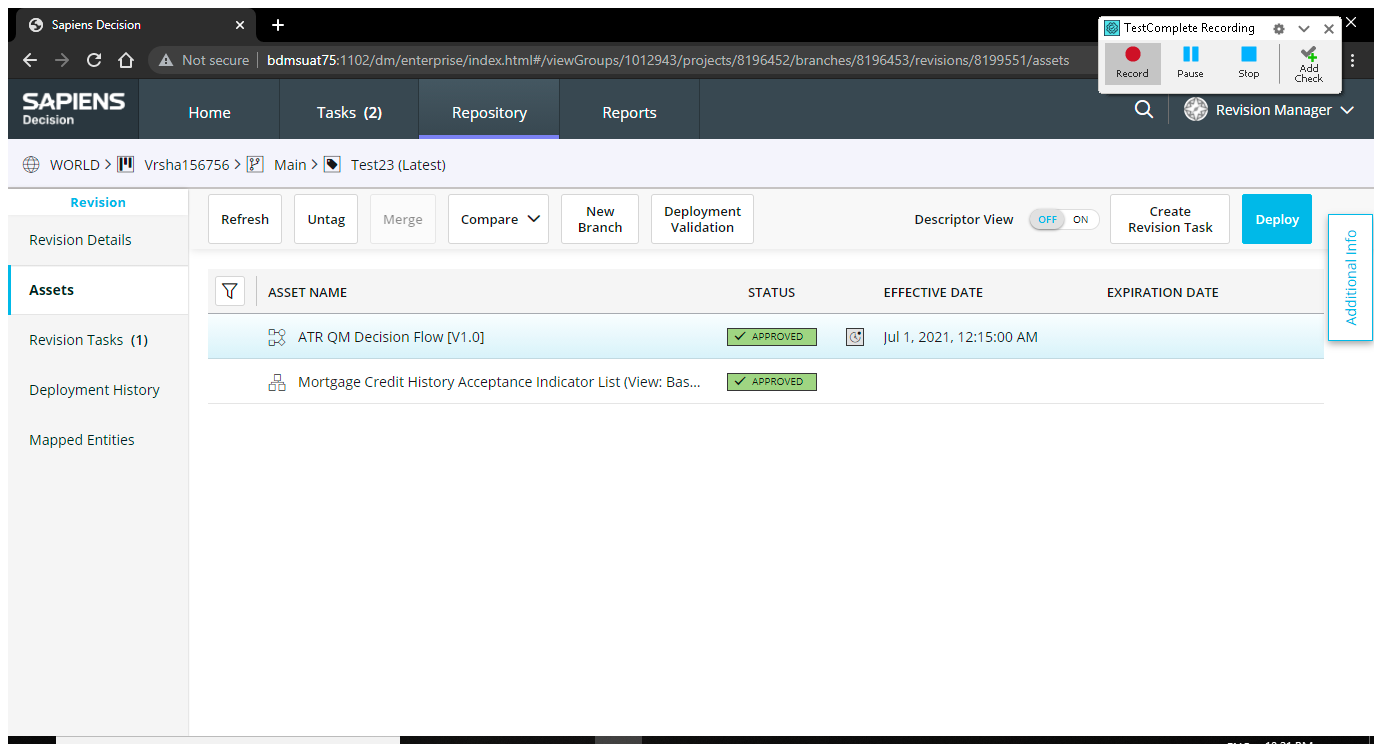 Sapiens Decision
TestComplete Recording
Record
Pause
Stop
Add
Check
Not secure
bdmsuat75:1102/dm/enterprise/index.html#/viewGroups/1012943/projects/8196452/branches/8196453/revisions/8199551/assets
SAPIENS
Decision
Home
Tasks (2)
Repository
Reports
Revision Manager
WORLD > Vrsha156756 > Main > Test23 (Latest)
Revision
Revision Details
Assets
Revision Tasks (1)
Deployment History
Mapped Entities
Refresh
Untag
Merge
Compare
New
Branch
Deployment
Validation
Descriptor View
OFF
ON
Create
Revision Task
Deploy
Additional Info
ASSET NAME
STATUS
EFFECTIVE DATE
EXPIRATION DATE
ATR QM Decision Flow [V1.0]
APPROVED
Jul 1, 2021, 12:15:00 AM
Mortgage Credit History Acceptance Indicator List (View: Bas...
APPROVED